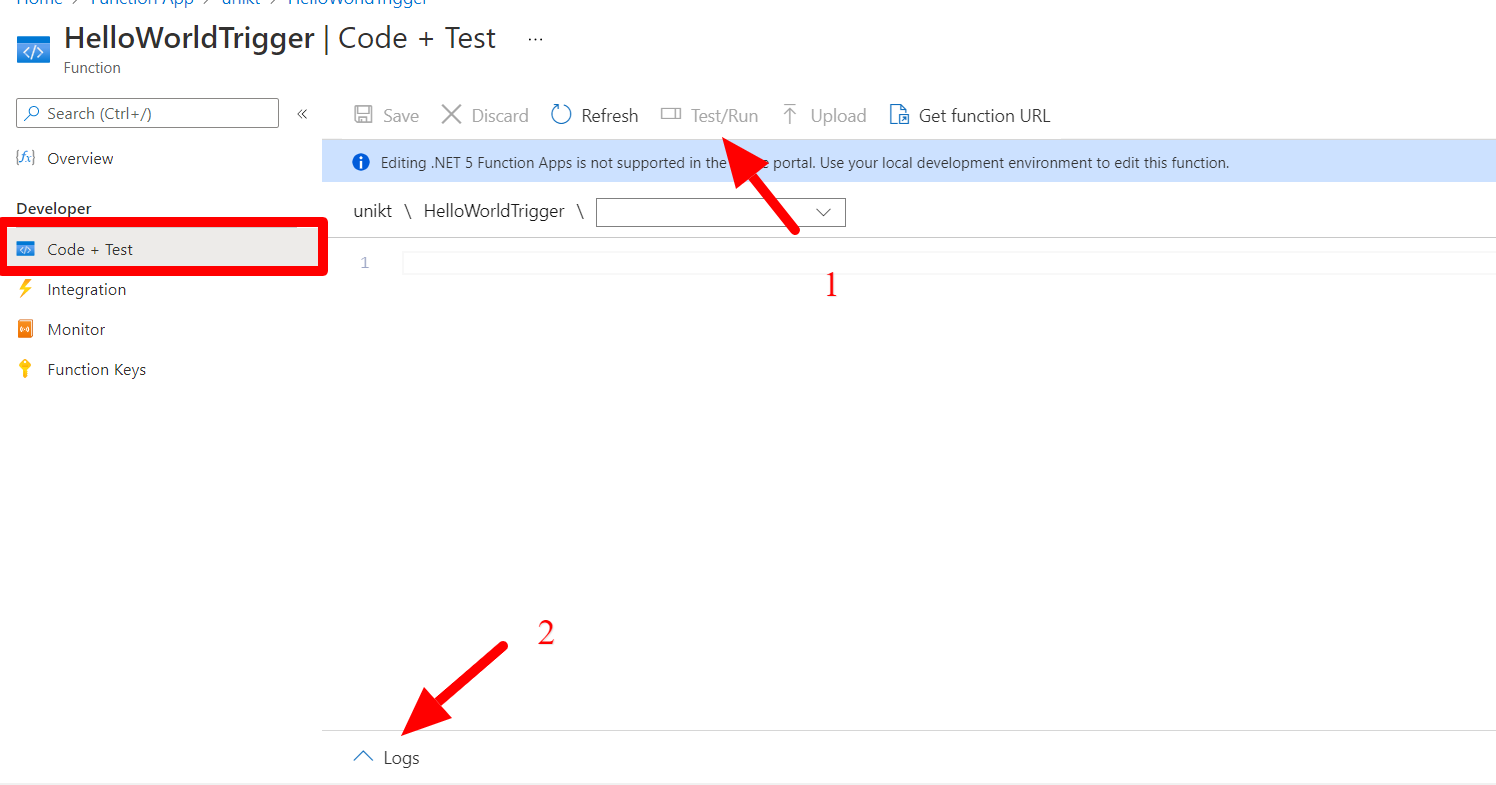 Home > Function App > unikt > HelloWorldTrigger
HelloWorldTrigger | Code + Test ...
Function
Search (Ctrl+/) «
Save Discard Refresh Test/Run Upload Get function URL
Overview
Editing .NET 5 Function Apps is not supported in the portal. Use your local development environment to edit this function.
unikt \ HelloWorldTrigger \
Developer
Code + Test
1
1
Integration
Monitor
Function Keys
2
Logs